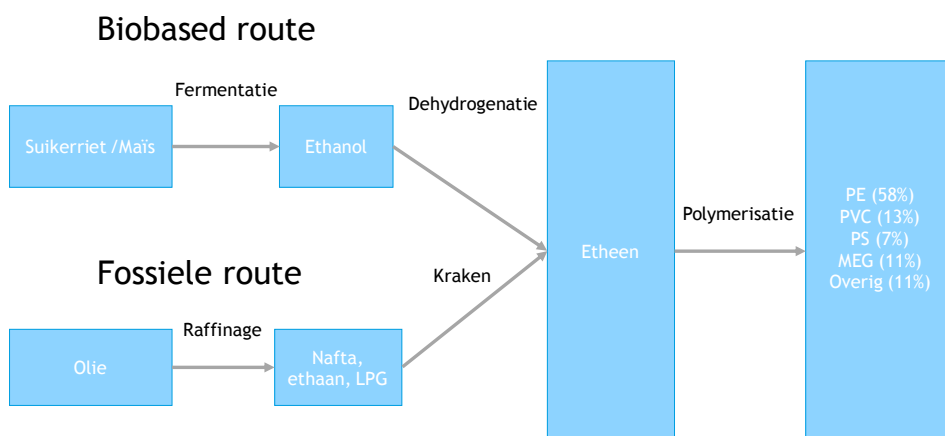 Biobased route
Fermentatie
Dehydrogenatie
Suikerriet /Maïs
Ethanol
Fossiele route
Raffinage
Kraken
Olie
Nafta,
ethaan, LPG
Etheen
Polymerisatie
PE (58%)
PVC (13%)
PS (7%)
MEG (11%)
Overig (11%)